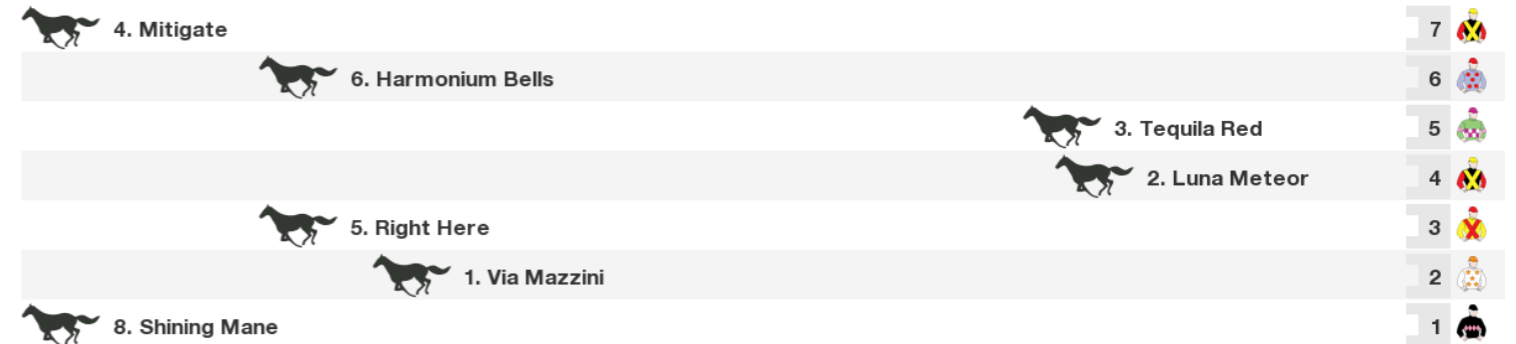 4. Mitigate 7
6. Harmonium Bells 6
3. Tequila Red 5
2. Luna Meteor 4
5. Right Here 3
1. Via Mazzini 2
8. Shining Mane 1